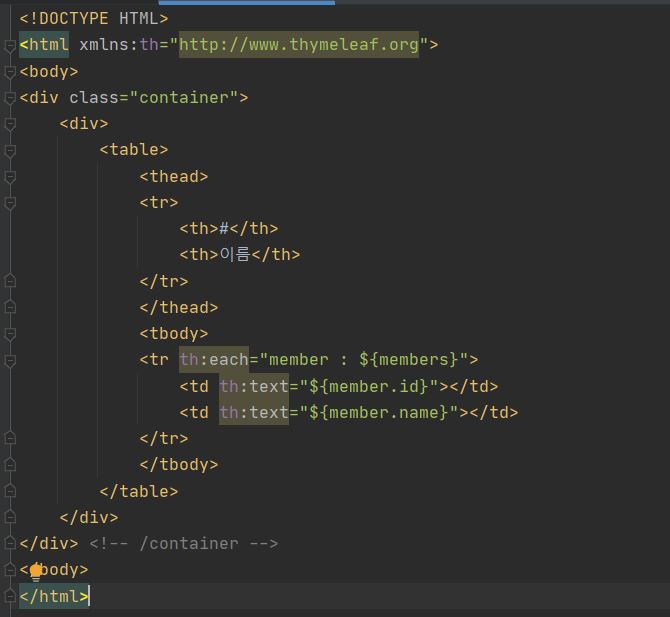 <!DOCTYPE HTML>
<html xmlns:th="http://www.thymeleaf.org">
<body>
<div class="container">
    <div>
        <table>
            <thead>
            <tr>
                <th>#</th>
                <th>이름</th>
            </tr>
            </thead>
            <tbody>
            <tr th:each="member : ${members}">
                <td th:text="${member.id}"></td>
                <td th:text="${member.name}"></td>
            </tr>
            </tbody>
        </table>
    </div>
</div> <!-- /container -->
</body>
</html>